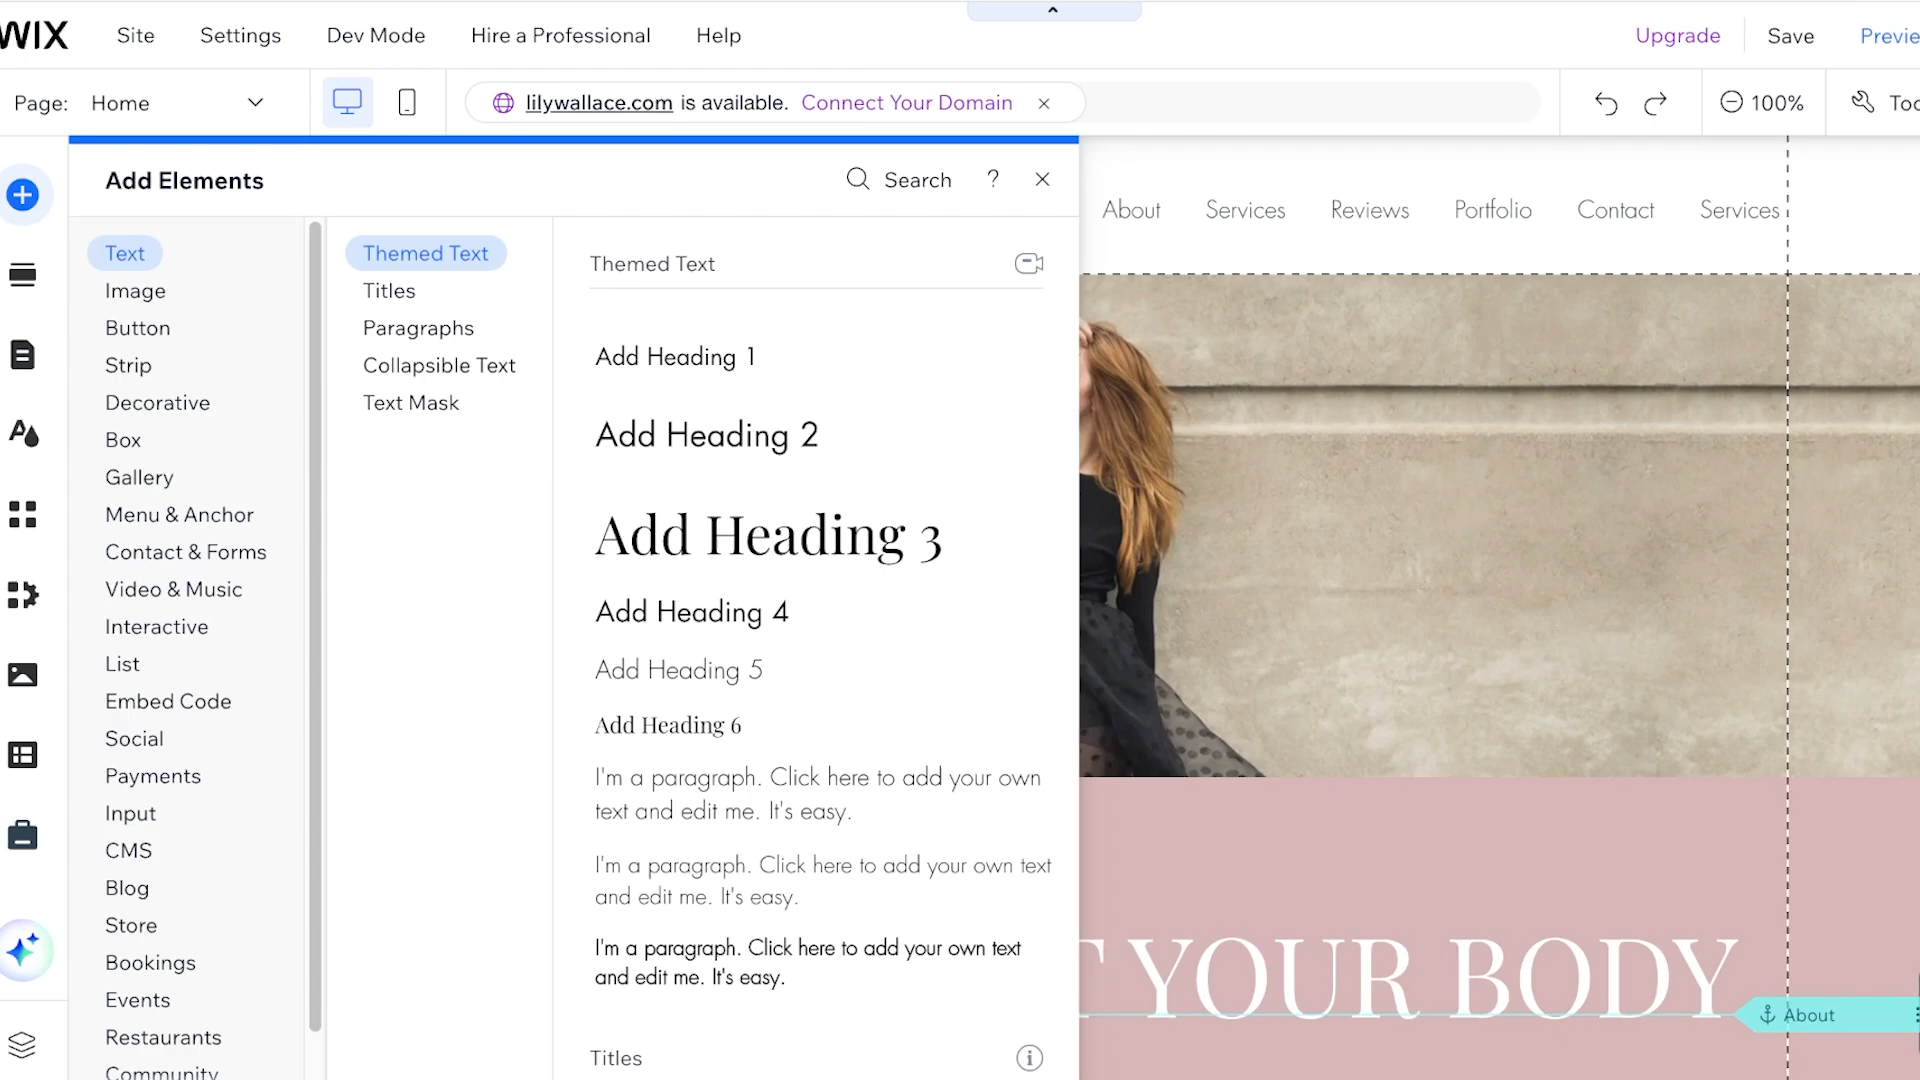 WIX
Site
Settings
Dev Mode
Hire a Professional
Help
Upgrade
Save
Page:
Home
lilywallace.com is available. Connect Your Domain
100%
Add Elements
Search
?
Text
Image
Button
Strip
Decorative
Box
Gallery
Menu & Anchor
Contact & Forms
Video & Music
Interactive
List
Embed Code
Social
Payments
Input
CMS
Blog
Store
Bookings
Events
Restaurants
Community
Themed Text
Titles
Paragraphs
Collapsible Text
Text Mask
Themed Text
Add Heading 1
Add Heading 2
Add Heading 3
Add Heading 4
Add Heading 5
Add Heading 6
I'm a paragraph. Click here to add your own
text and edit me. It's easy.
I'm a paragraph. Click here to add your own text
and edit me. It's easy.
I'm a paragraph. Click here to add your own text
and edit me. It's easy.
Titles
About
Services
Reviews
Portfolio
Contact
Services
YOUR BODY
About